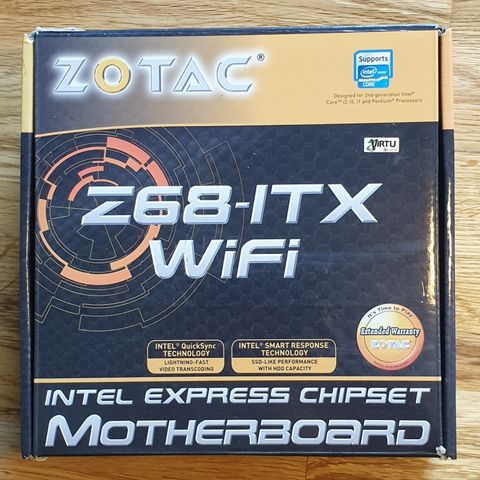 ZOTAC®
Supports
intel
CORE
Designed for 2nd generation Intel®
Core™ i3, i5, i7 and Pentium® Processors
VIRTU
Z68-ITX
WiFi
It's Time to Play
Extended Warranty
ZOTAC
INTEL® QuickSync
TECHNOLOGY
LIGHTNING-FAST
VIDEO TRANSCODING
INTEL® SMART RESPONSE
TECHNOLOGY
SSD-LIKE PERFORMANCE
WITH HDD CAPACITY
INTEL EXPRESS CHIPSET
MOTHERBOARD